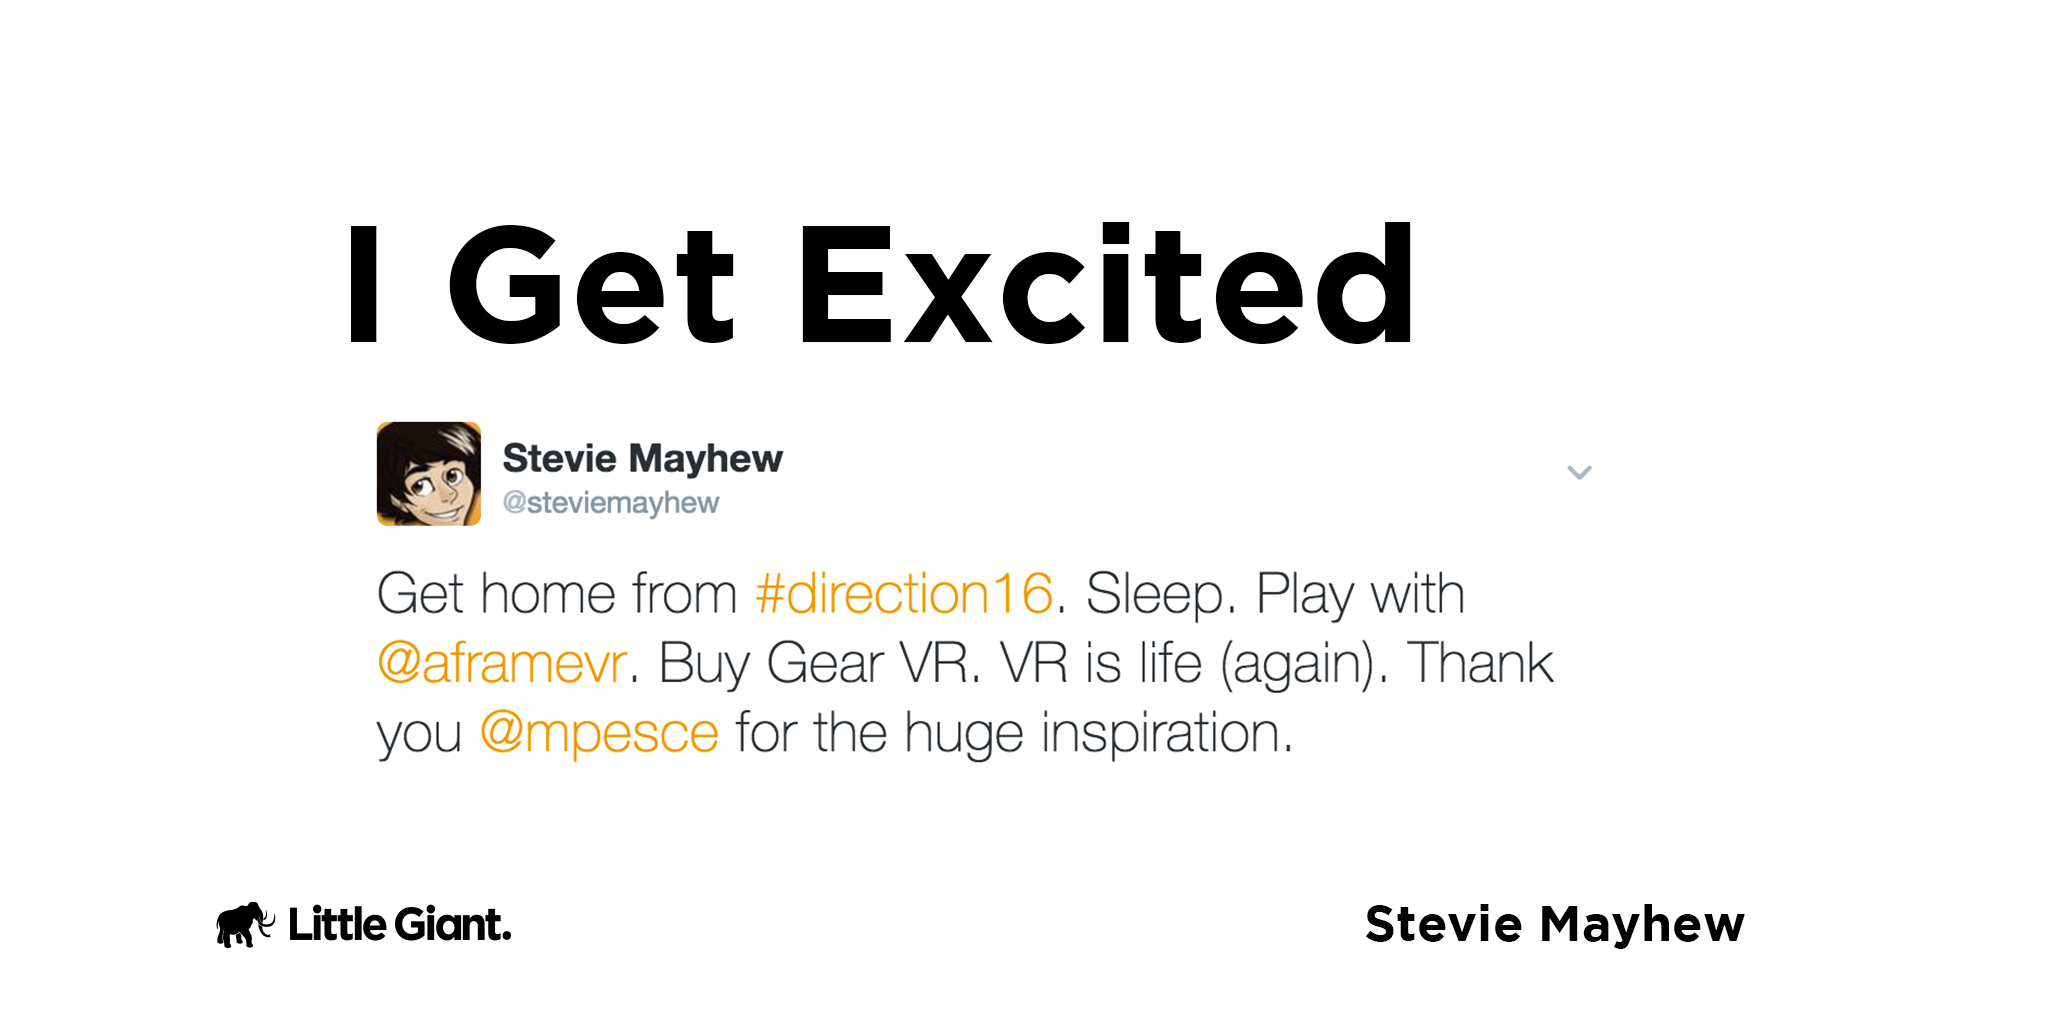 I Get Excited
Stevie Mayhew
@steviemayhew
Get home from #direction16. Sleep. Play with
@aframevr. Buy Gear VR. VR is life (again). Thank
you @mpesce for the huge inspiration.
Little Giant.
Stevie Mayhew